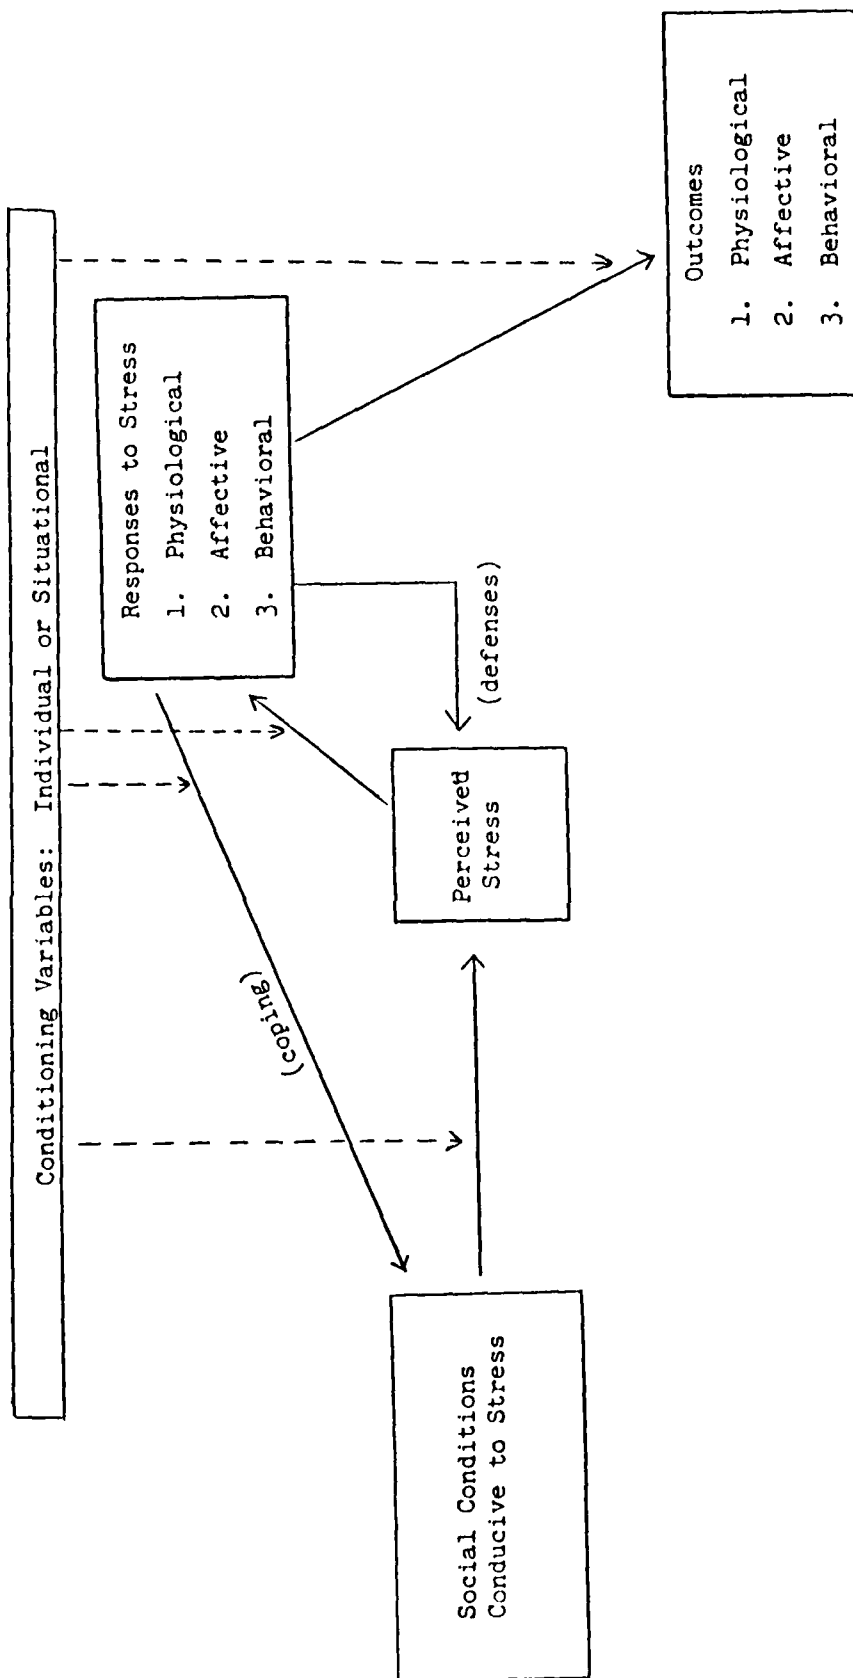 Conditioning Variables: Individual or Situational
Responses to Stress
1. Physiological
2. Affective
3. Behavioral
(coping)
(defenses)
Perceived
Stress
Social Conditions
Conducive to Stress
Outcomes
1. Physiological
2. Affective
3. Behavioral